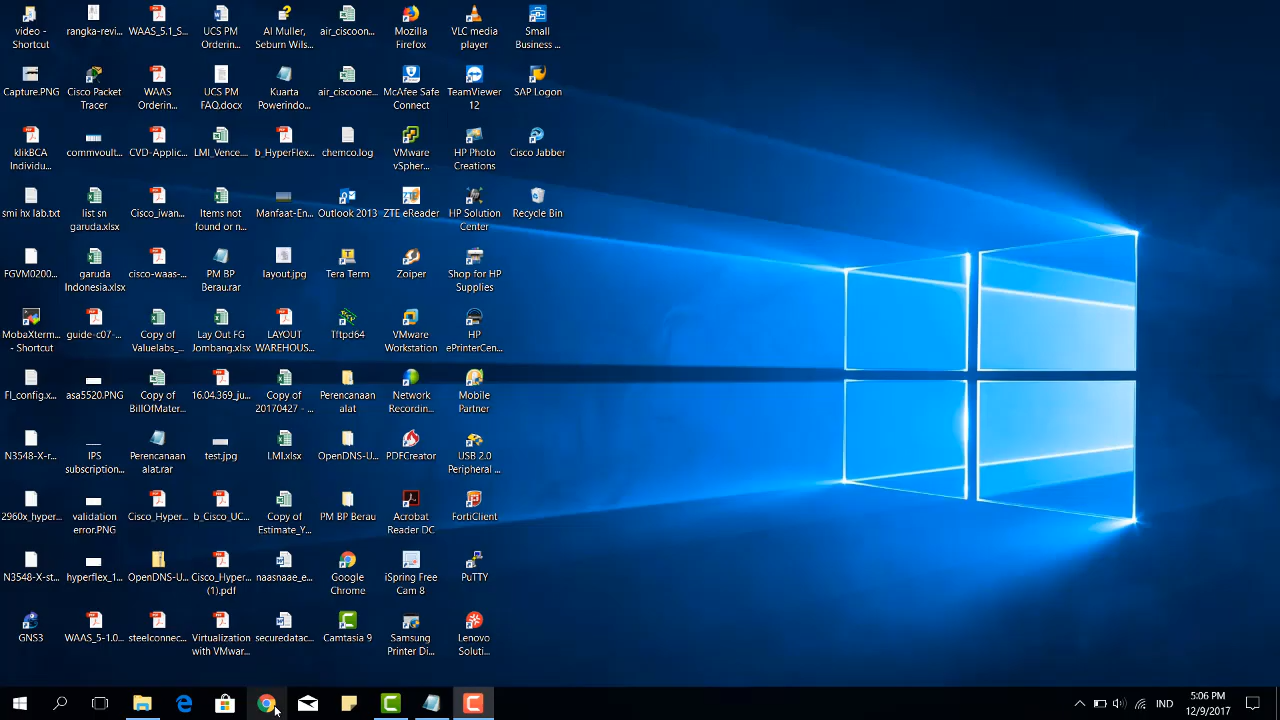 video -
Shortcut
rangka-revi...
WAAS_5.1_S...
UCS PM
Orderin...
Al Muller,
Seburn Wils...
air_ciscoon...
Mozilla
Firefox
VLC media
player
Small
Business ...
Capture.PNG
Cisco Packet
Tracer
WAAS
Orderin...
UCS PM
FAQ.docx
Kuarta
Powerindo...
air_ciscoone...
McAfee Safe
Connect
TeamViewer
12
SAP Logon
klikBCA
Individu...
commvoult...
CVD-Applic...
LMI_Vence...
b_HyperFlex...
chemco.log
VMware
vSpher...
HP Photo
Creations
Cisco Jabber
smi hx lab.txt
list sn
garuda.xlsx
Cisco_iwan...
Items not
found or n...
Manfaat-En...
Outlook 2013
ZTE eReader
HP Solution
Center
Recycle Bin
FGVM0200...
garuda
Indonesia.xlsx
cisco-waas-...
PM BP
Berau.rar
layout.jpg
Tera Term
Zoiper
Shop for HP
Supplies
MobaXterm...
- Shortcut
guide-c07-...
Copy of
Valuelabs_...
Lay Out FG
Jombang.xlsx
LAYOUT
WAREHOUS...
Tftpd64
VMware
Workstation
HP
ePrinterCen...
FI_config.x...
asa5520.PNG
Copy of
BillOfMater...
16.04.369_ju...
Copy of
20170427 - ...
Perencanaan
alat
Network
Recordin...
Mobile
Partner
N3548-X-r...
IPS
subscription...
Perencanaan
alat.rar
test.jpg
LMI.xlsx
OpenDNS-U...
PDFCreator
USB 2.0
Peripheral ...
2960x_hyper...
validation
error.PNG
Cisco_Hyper...
b_Cisco_UC...
Copy of
Estimate_Y...
PM BP Berau
Acrobat
Reader DC
FortiClient
N3548-X-st...
hyperflex_1...
OpenDNS-U...
Cisco_Hyper...
(1).pdf
naasnaae_e...
Google
Chrome
iSpring Free
Cam 8
PuTTY
GNS3
WAAS_5-1.0...
steelconnec...
Virtualization
with VMwar...
securedatac...
Camtasia 9
Samsung
Printer Di...
Lenovo
Soluti...
IND
5:06 PM
12/9/2017